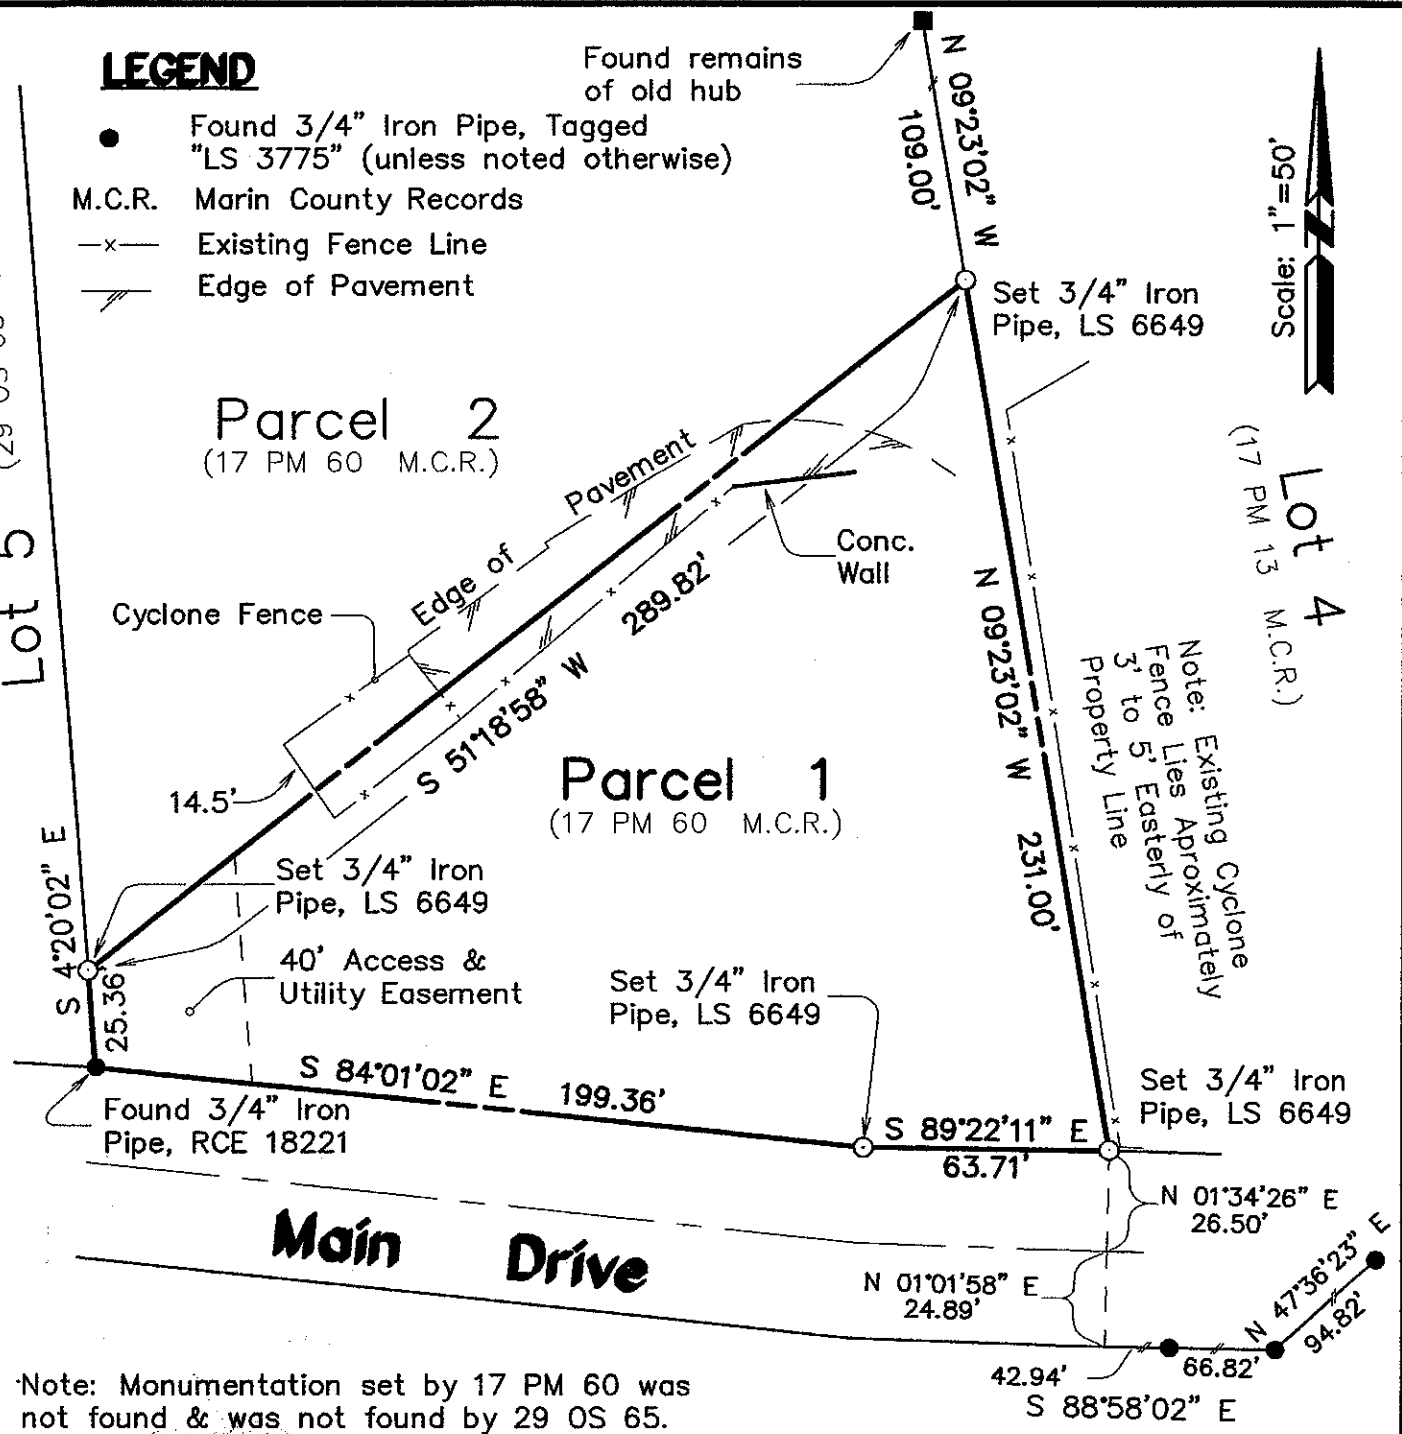 LEGEND
Found 3/4" Iron Pipe, Tagged
"LS 3775" (unless noted otherwise)
M.C.R. Marin County Records
—x— Existing Fence Line
Edge of Pavement
Found remains
of old hub
N 09°23'02" W
109.00'
Scale: 1"=50'
Set 3/4" Iron
Pipe, LS 6649
Parcel 2
(17 PM 60 M.C.R.)
Edge of Pavement
Lot 5
Lot 4
(17 PM 13 M.C.R.)
Conc.
Wall
Cyclone Fence
289.82'
S 51°18'58" W
N 09°23'02" W 231.00'
Note: Existing Cyclone
Fence Lies Aproximately
3' to 5' Easterly of
Property Line
14.5'
Parcel 1
(17 PM 60 M.C.R.)
S 4°20'02" E
25.36'
Set 3/4" Iron
Pipe, LS 6649
40' Access &
Utility Easement
Set 3/4" Iron
Pipe, LS 6649
S 84°01'02" E 199.36'
S 89°22'11" E
63.71'
Set 3/4" Iron
Pipe, LS 6649
Found 3/4" Iron
Pipe, RCE 18221
N 01°34'26" E
26.50'
Main Drive
N 01°01'58" E
24.89'
N 47°36'23" E
94.82'
42.94'
66.82'
S 88°58'02" E
Note: Monumentation set by 17 PM 60 was
not found & was not found by 29 OS 65.